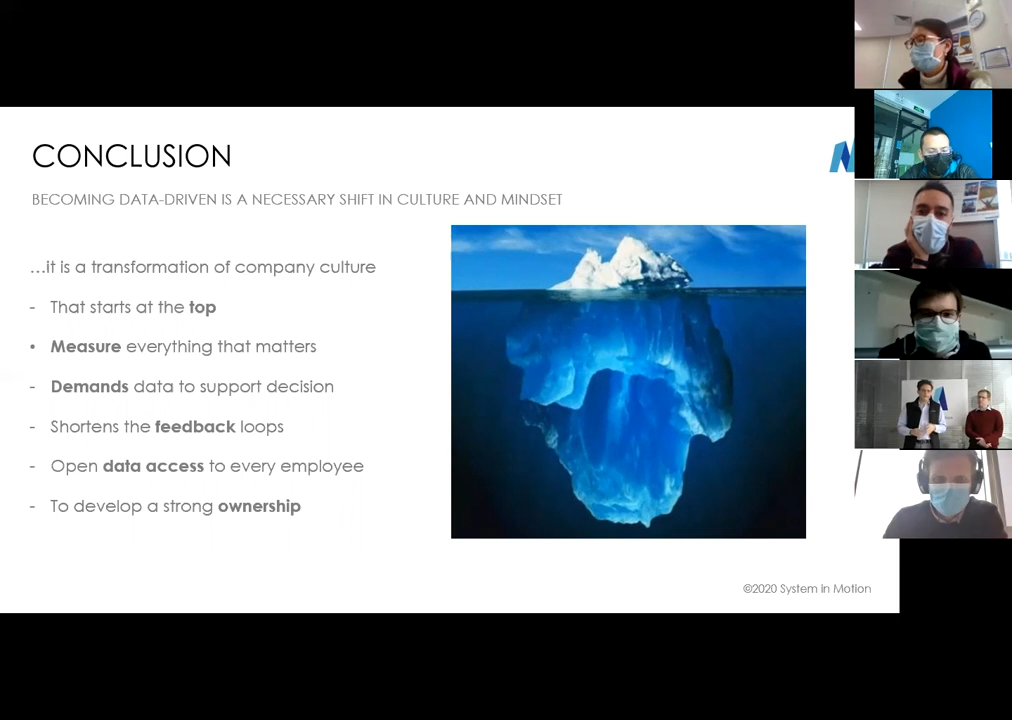 CONCLUSION
BECOMING DATA-DRIVEN IS A NECESSARY SHIFT IN CULTURE AND MINDSET
…it is a transformation of company culture
- That starts at the top
• Measure everything that matters
- Demands data to support decision
- Shortens the feedback loops
- Open data access to every employee
- To develop a strong ownership
©2020 System in Motion